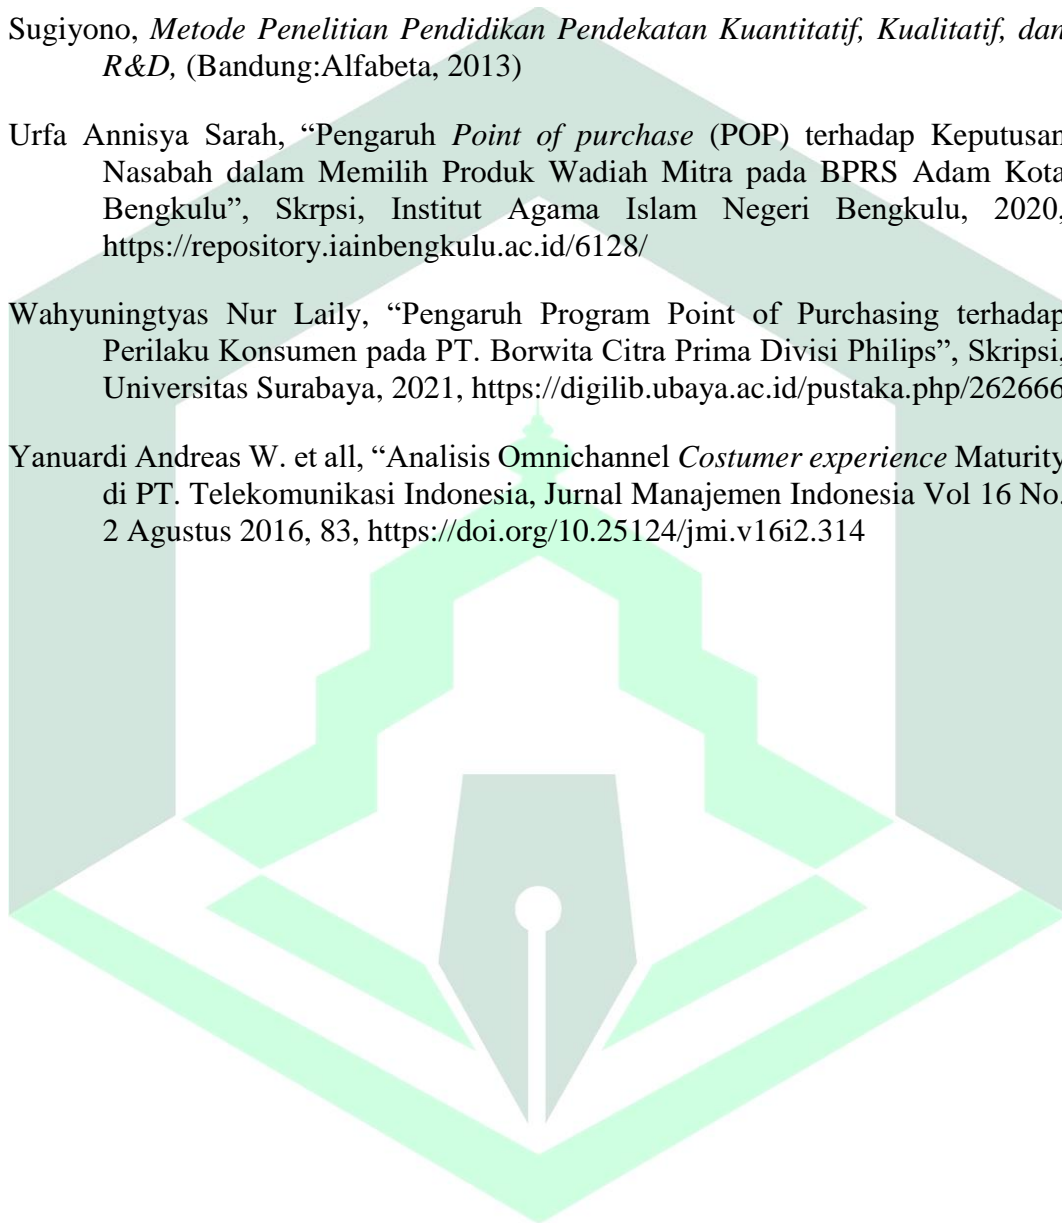 Sugiyono, Metode Penelitian Pendidikan Pendekatan Kuantitatif, Kualitatif, dan
R&D, (Bandung:Alfabeta, 2013)
Urfa Annisya Sarah, “Pengaruh Point of purchase (POP) terhadap Keputusan
Nasabah dalam Memilih Produk Wadiah Mitra pada BPRS Adam Kota
Bengkulu”, Skrpsi, Institut Agama Islam Negeri Bengkulu, 2020,
https://repository.iainbengkulu.ac.id/6128/
Wahyuningtyas Nur Laily, “Pengaruh Program Point of Purchasing terhadap
Perilaku Konsumen pada PT. Borwita Citra Prima Divisi Philips”, Skripsi,
Universitas Surabaya, 2021, https://digilib.ubaya.ac.id/pustaka.php/262666
Yanuardi Andreas W. et all, “Analisis Omnichannel Costumer experience Maturity
di PT. Telekomunikasi Indonesia, Jurnal Manajemen Indonesia Vol 16 No.
2 Agustus 2016, 83, https://doi.org/10.25124/jmi.v16i2.314